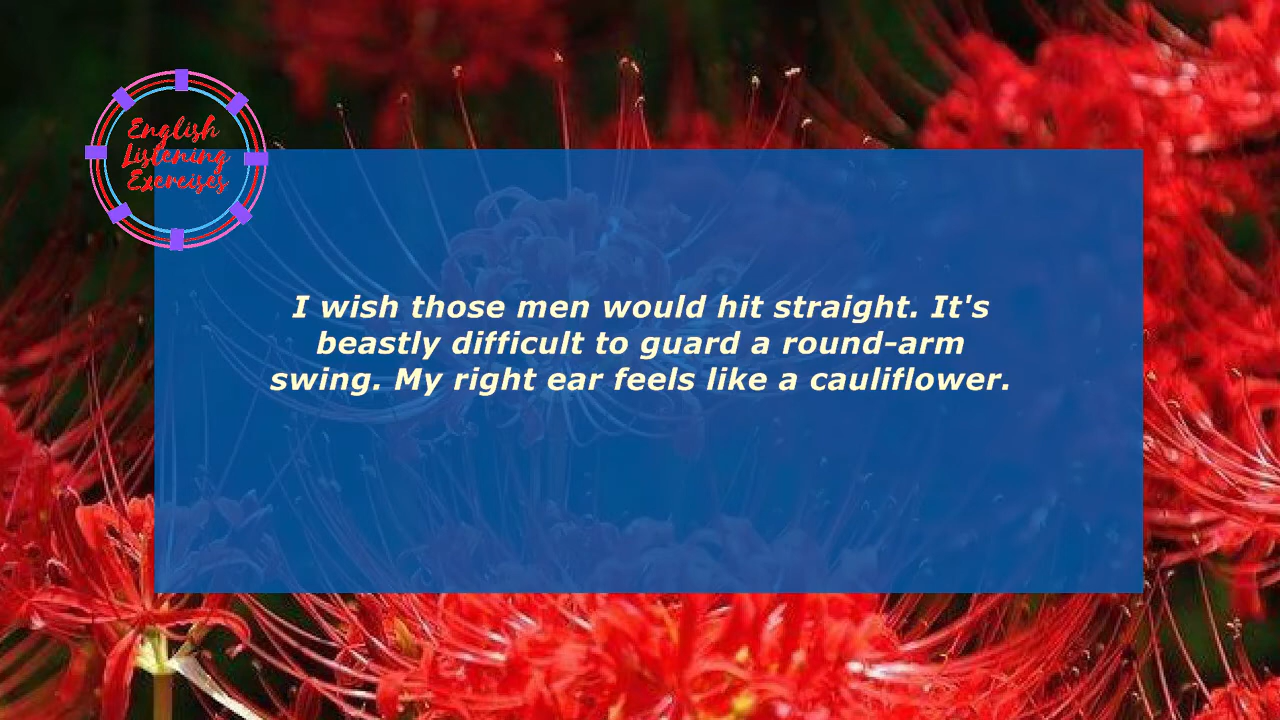 English
Listening
Exercises
I wish those men would hit straight. It's
beastly difficult to guard a round-arm
swing. My right ear feels like a cauliflower.